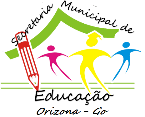 Secretaria Municipal de
Educação
Orizona - Go